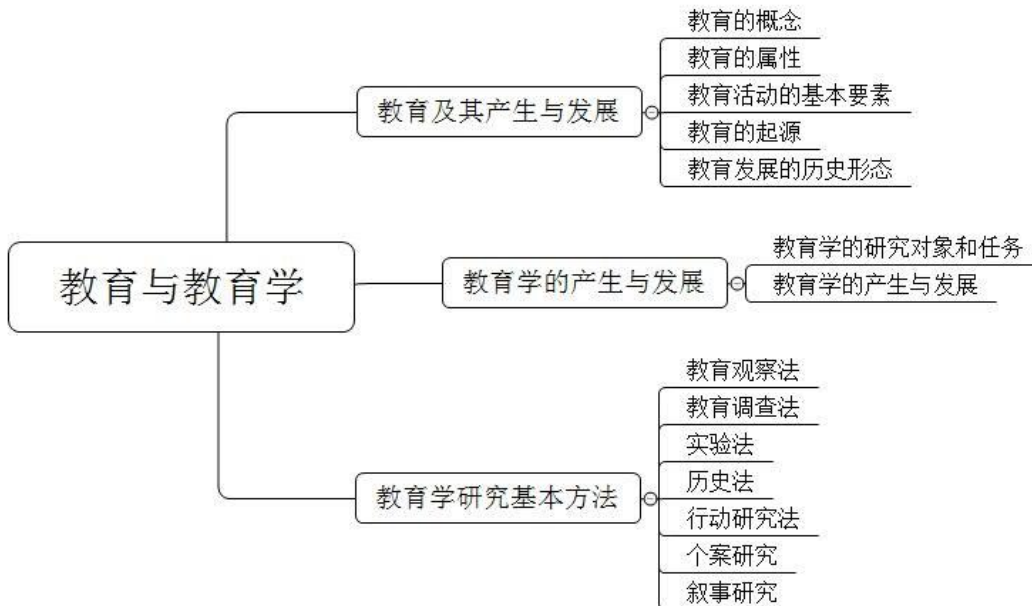 教育与教育学
教育及其产生与发展
教育的概念
教育的属性
教育活动的基本要素
教育的起源
教育发展的历史形态
教育学的产生与发展
教育学的研究对象和任务
教育学的产生与发展
教育学研究基本方法
教育观察法
教育调查法
实验法
历史法
行动研究法
个案研究
叙事研究